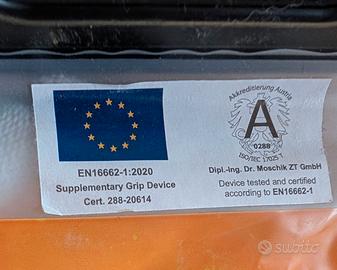 EN16662-1:2020
Supplementary Grip Device
Cert. 288-20614
Akkreditierung Austria
A
0288
ISO/IEC 17025 T
Dipl.-Ing. Dr. Moschik ZT GmbH
Device tested and certified
according to EN16662-1
subito